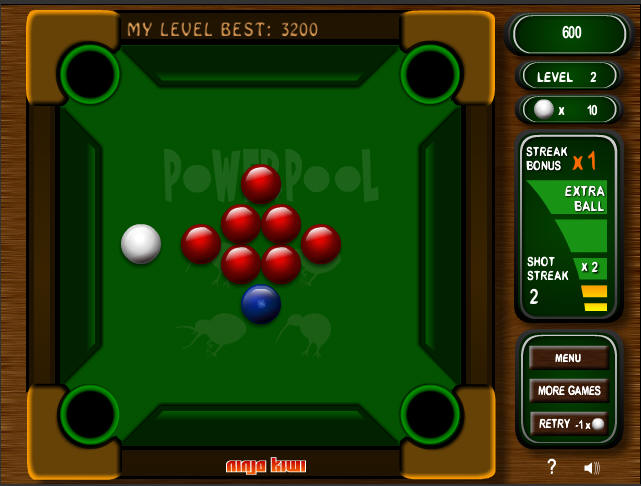 MY LEVEL BEST: 3200
600
LEVEL 2
x 10
POWERPOOL
STREAK
BONUS x 1
EXTRA
BALL
x 2
SHOT
STREAK
2
MENU
MORE GAMES
RETRY -1x
?
ninja kiwi